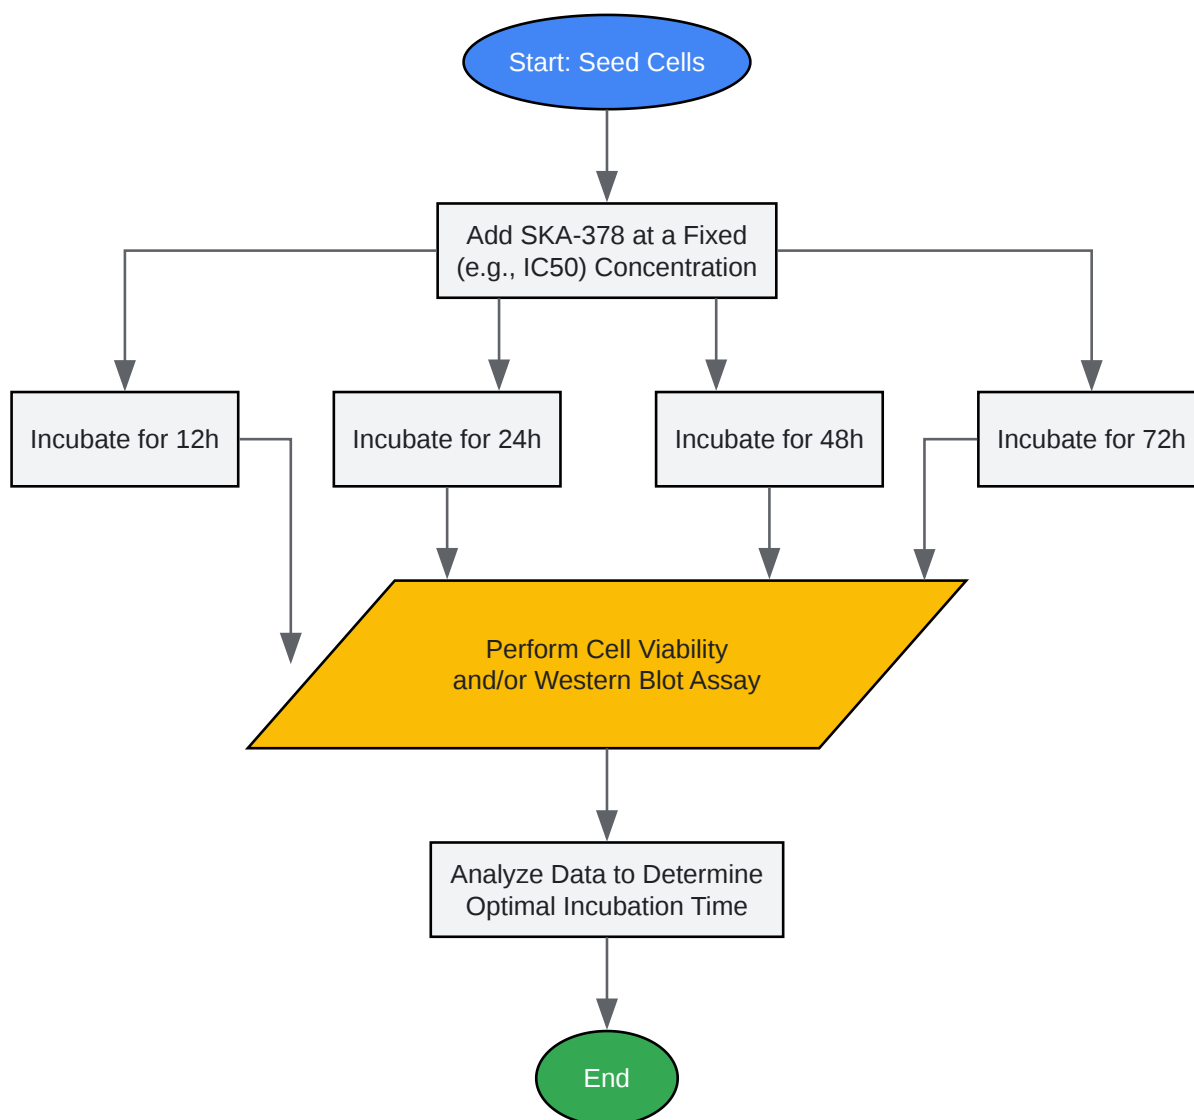 Start: Seed Cells
Add SKA-378 at a Fixed
(e.g., IC50) Concentration
Incubate for 12h
Incubate for 24h
Incubate for 48h
Incubate for 72h
Perform Cell Viability
and/or Western Blot Assay
Analyze Data to Determine
Optimal Incubation Time
End